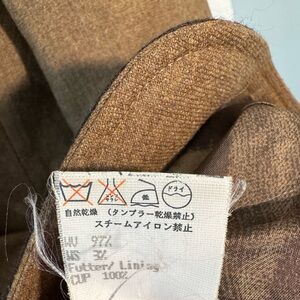 ドライ
自然乾燥 (タンブラー乾燥禁止)
スチームアイロン禁止
WV 97%
WS 3%
Futter/Lining
CUP 100%